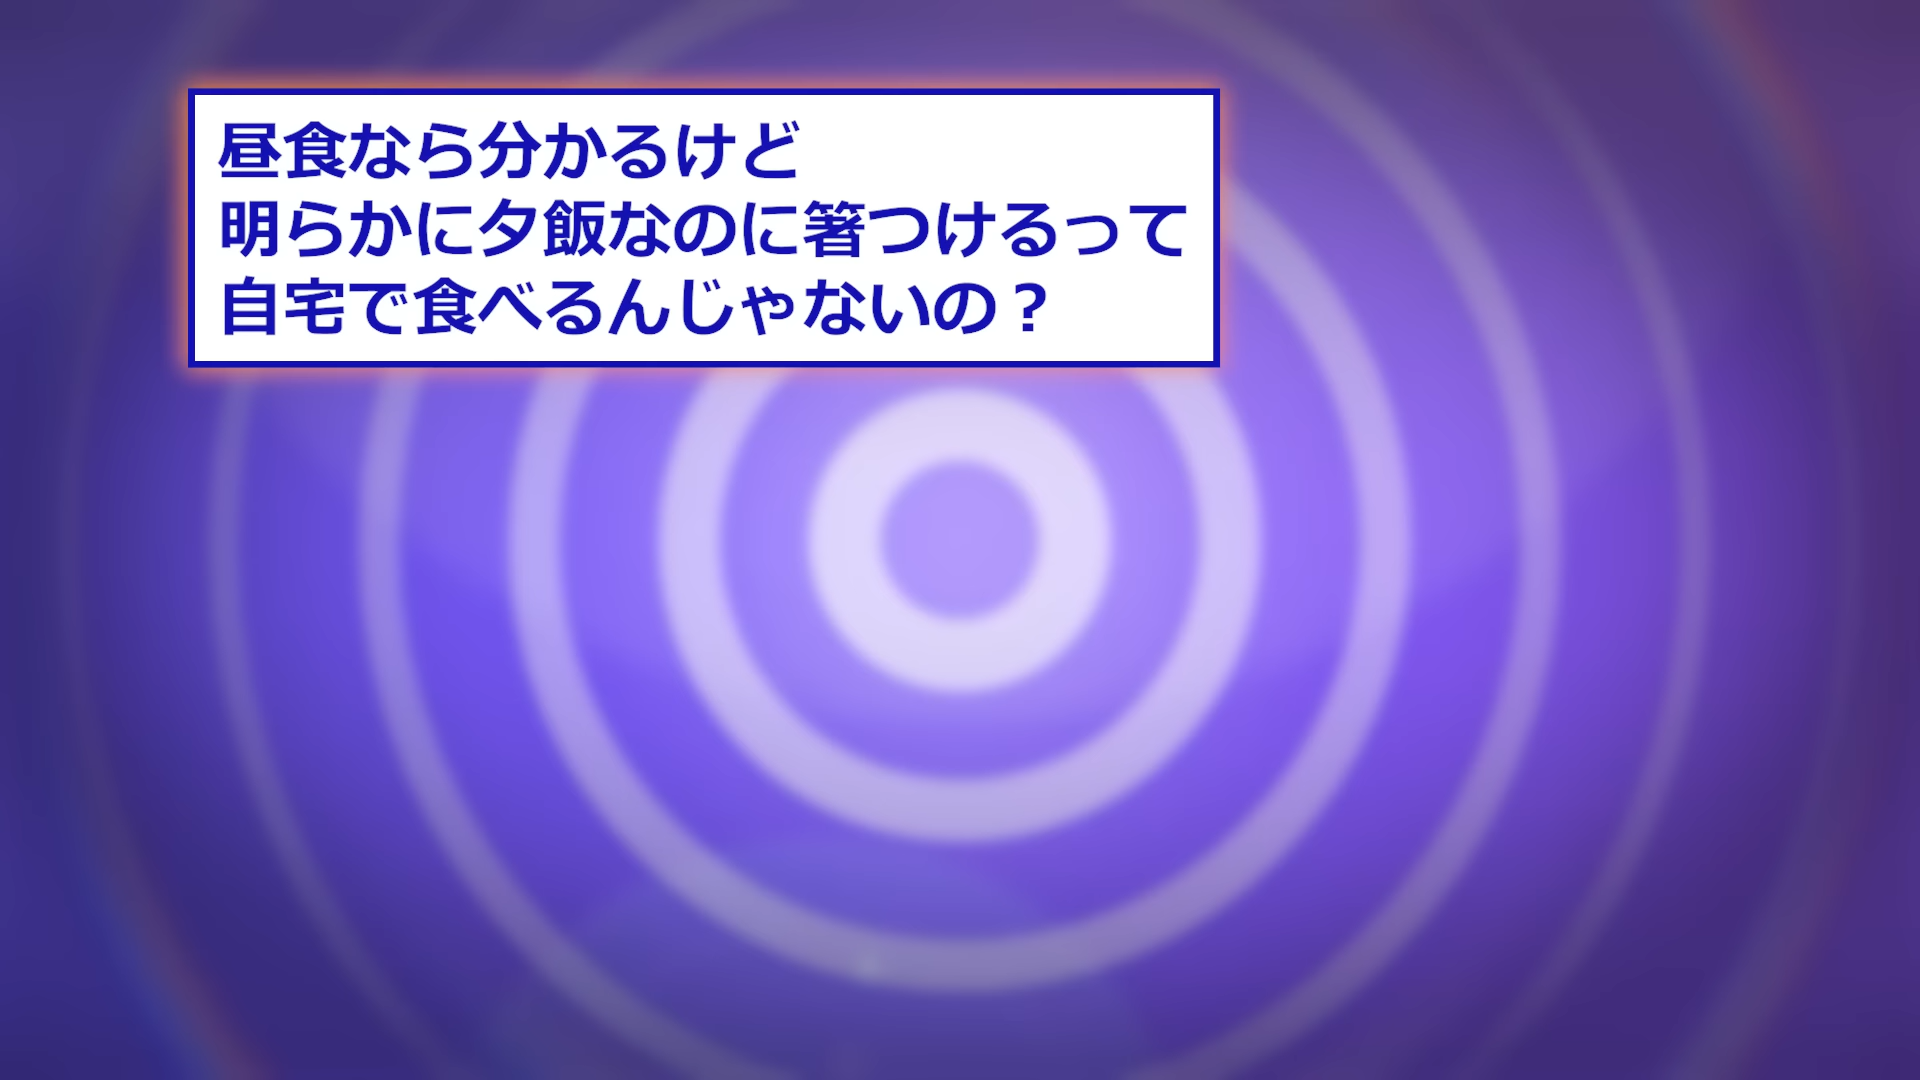 昼食なら分かるけど
明らかに夕飯なのに箸つけるって
自宅で食べるんじゃないの？